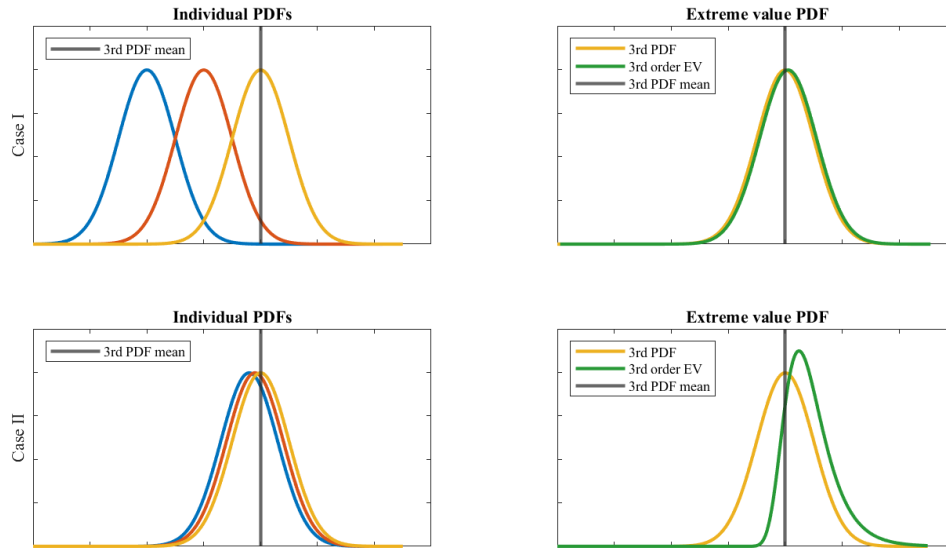 Individual PDFs
3rd PDF mean
Case I
Extreme value PDF
3rd PDF
3rd order EV
3rd PDF mean
Individual PDFs
3rd PDF mean
Case II
Extreme value PDF
3rd PDF
3rd order EV
3rd PDF mean